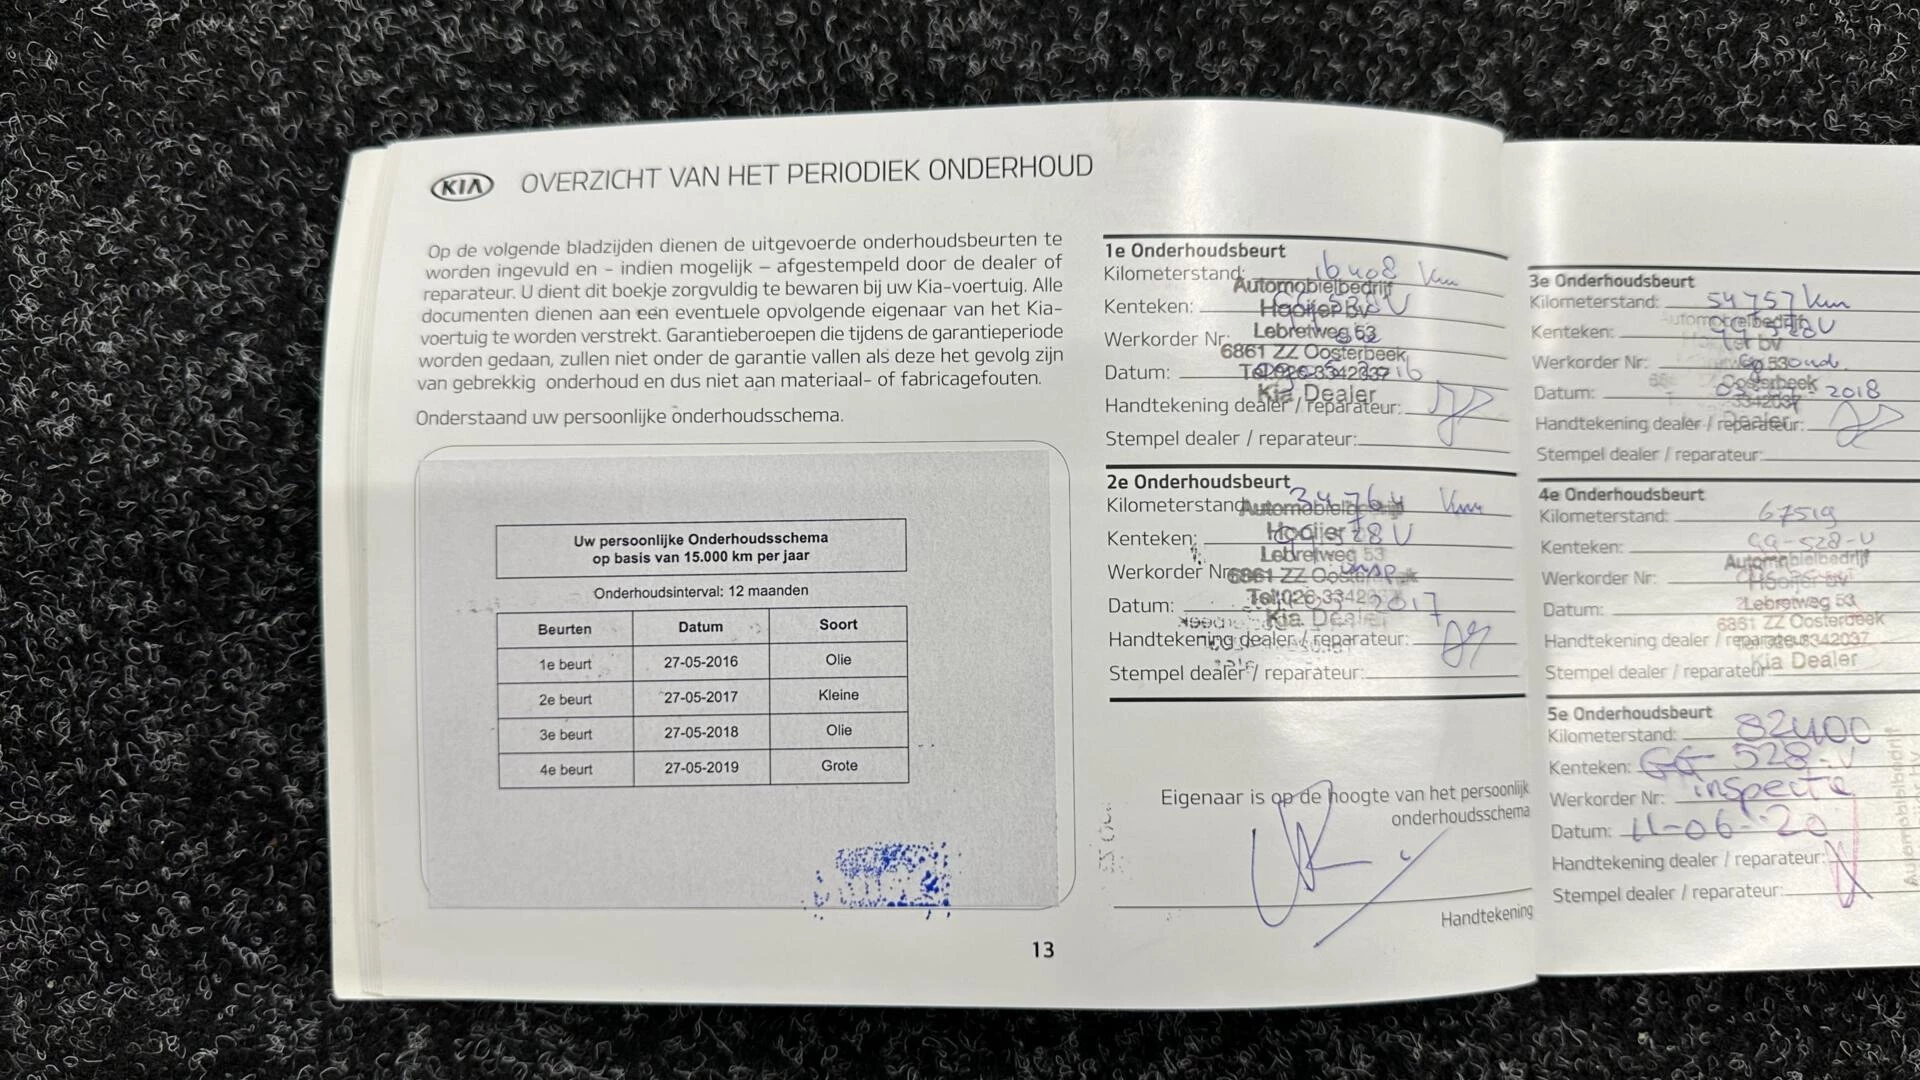 KIA OVERZICHT VAN HET PERIODIEK ONDERHOUD
Op de volgende bladzijden dienen de uitgevoerde onderhoudsbeurten te
worden ingevuld en - indien mogelijk – afgestempeld door de dealer of
reparateur. U dient dit boekje zorgvuldig te bewaren bij uw Kia-voertuig. Alle
documenten dienen aan een eventuele opvolgende eigenaar van het Kia-
voertuig te worden verstrekt. Garantieberoepen die tijdens de garantieperiode
worden gedaan, zullen niet onder de garantie vallen als deze het gevolg zijn
van gebrekkig onderhoud en dus niet aan materiaal- of fabricagefouten.
Onderstaand uw persoonlijke onderhoudsschema.
Uw persoonlijke Onderhoudsschema
op basis van 15.000 km per jaar
Onderhoudsinterval: 12 maanden
Beurten Datum Soort
1e beurt 27-05-2016 Olie
2e beurt 27-05-2017 Kleine
3e beurt 27-05-2018 Olie
4e beurt 27-05-2019 Grote
13
1e Onderhoudsbeurt
Kilometerstand: 16408 km
Automobielbedrijf
Kenteken:
Hooijer BV
Werkorder Nr:
Lebretweg 53
6861 ZZ Oosterbeek
Datum:
Tel. 026-3342037
Kia Dealer
Handtekening dealer / reparateur:
Stempel dealer / reparateur:
2e Onderhoudsbeurt
Kilometerstand: 34764 km
Automobielbedrijf
Kenteken:
Hooijer
28 V
Lebretweg 53
Werkorder Nr:
6861 ZZ
Datum: 2017
Kia Dealer
Handtekening dealer / reparateur:
Stempel dealer / reparateur:
Eigenaar is op de hoogte van het persoonlijk
onderhoudsschema
Handtekening
3e Onderhoudsbeurt
Kilometerstand: 54757 km
Automobielbedrijf
Kenteken: 528 V
Werkorder Nr:
Oosterbeek
Datum: 2018
Handtekening dealer / reparateur:
Stempel dealer / reparateur:
4e Onderhoudsbeurt
Kilometerstand: 67519
Kenteken: GG-528-V
Automobielbedrijf
Werkorder Nr:
Hooijer BV
Datum:
Lebretweg 53
6861 ZZ Oosterbeek
Handtekening dealer / reparateur:
Kia Dealer
Stempel dealer / reparateur:
5e Onderhoudsbeurt
Kilometerstand: 82400
Kenteken: GG-528-V
Werkorder Nr: inspectie
Datum: 11-06-20
Handtekening dealer / reparateur:
Stempel dealer / reparateur:
Automobielbedrijf